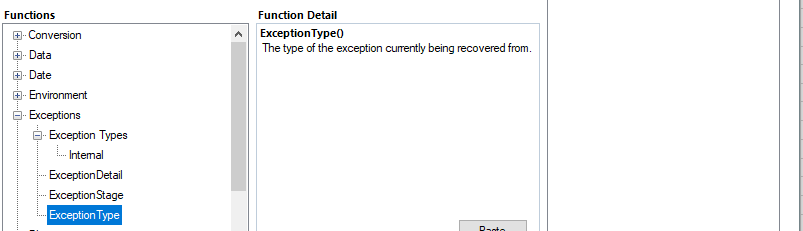 Functions
Conversion
Data
Date
Environment
Exceptions
Exception Types
Internal
ExceptionDetail
ExceptionStage
ExceptionType
Function Detail
ExceptionType()
The type of the exception currently being recovered from.